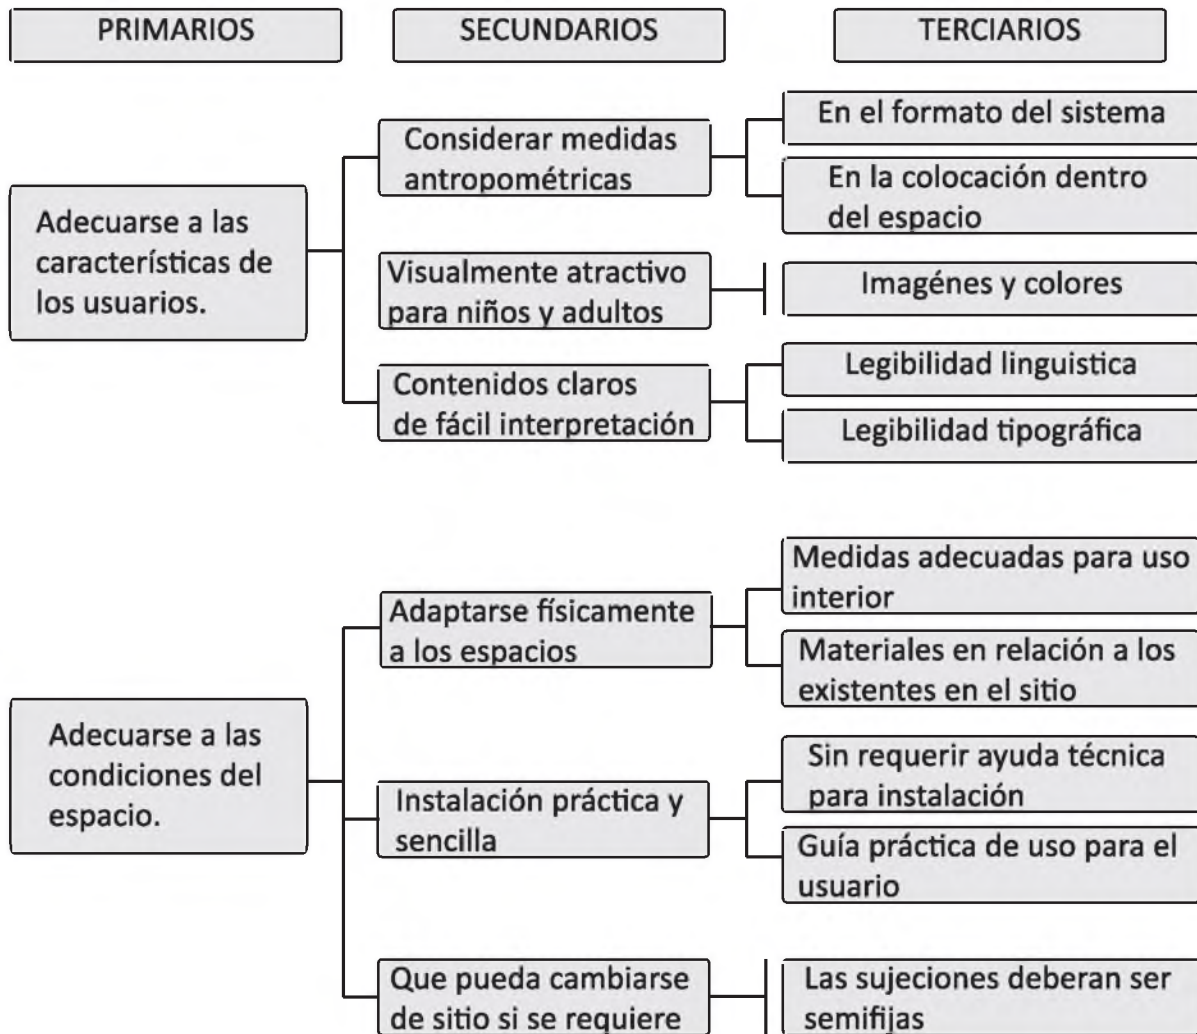 PRIMARIOS
SECUNDARIOS
TERCIARIOS
Adecuarse a las
características de
los usuarios.
Considerar medidas
antropométricas
En el formato del sistema
En la colocación dentro
del espacio
Visualmente atractivo
para niños y adultos
Imagénes y colores
Contenidos claros
de fácil interpretación
Legibilidad linguistica
Legibilidad tipográfica
Adecuarse a las
condiciones del
espacio.
Adaptarse físicamente
a los espacios
Medidas adecuadas para uso
interior
Materiales en relación a los
existentes en el sitio
Instalación práctica y
sencilla
Sin requerir ayuda técnica
para instalación
Guía práctica de uso para el
usuario
Que pueda cambiarse
de sitio si se requiere
Las sujeciones deberan ser
semifijas